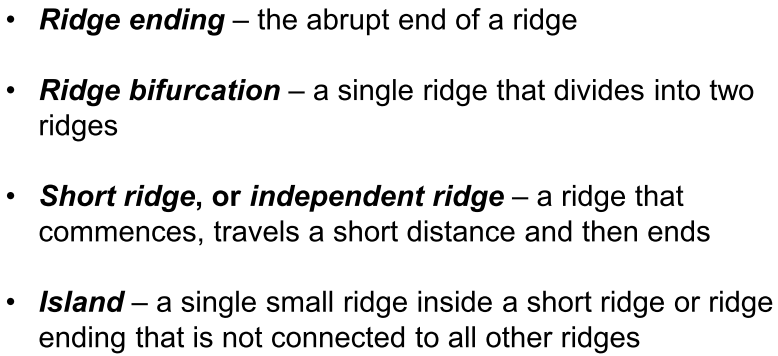 • Ridge ending – the abrupt end of a ridge
• Ridge bifurcation – a single ridge that divides into two
ridges
• Short ridge, or independent ridge – a ridge that
commences, travels a short distance and then ends
• Island – a single small ridge inside a short ridge or ridge
ending that is not connected to all other ridges